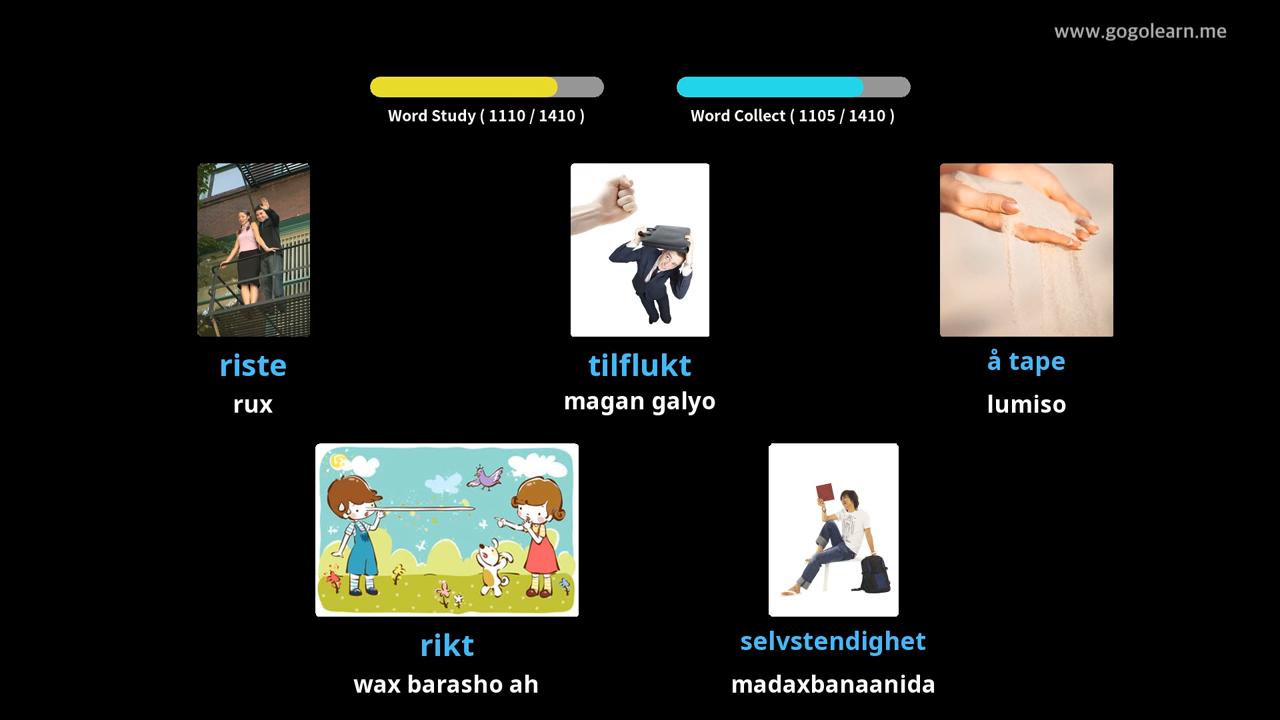 www.gogolearn.me
Word Study ( 1110 / 1410 )
Word Collect ( 1105 / 1410 )
riste
rux
tilflukt
magan galyo
å tape
lumiso
rikt
wax barasho ah
selvstendighet
madaxbanaanida